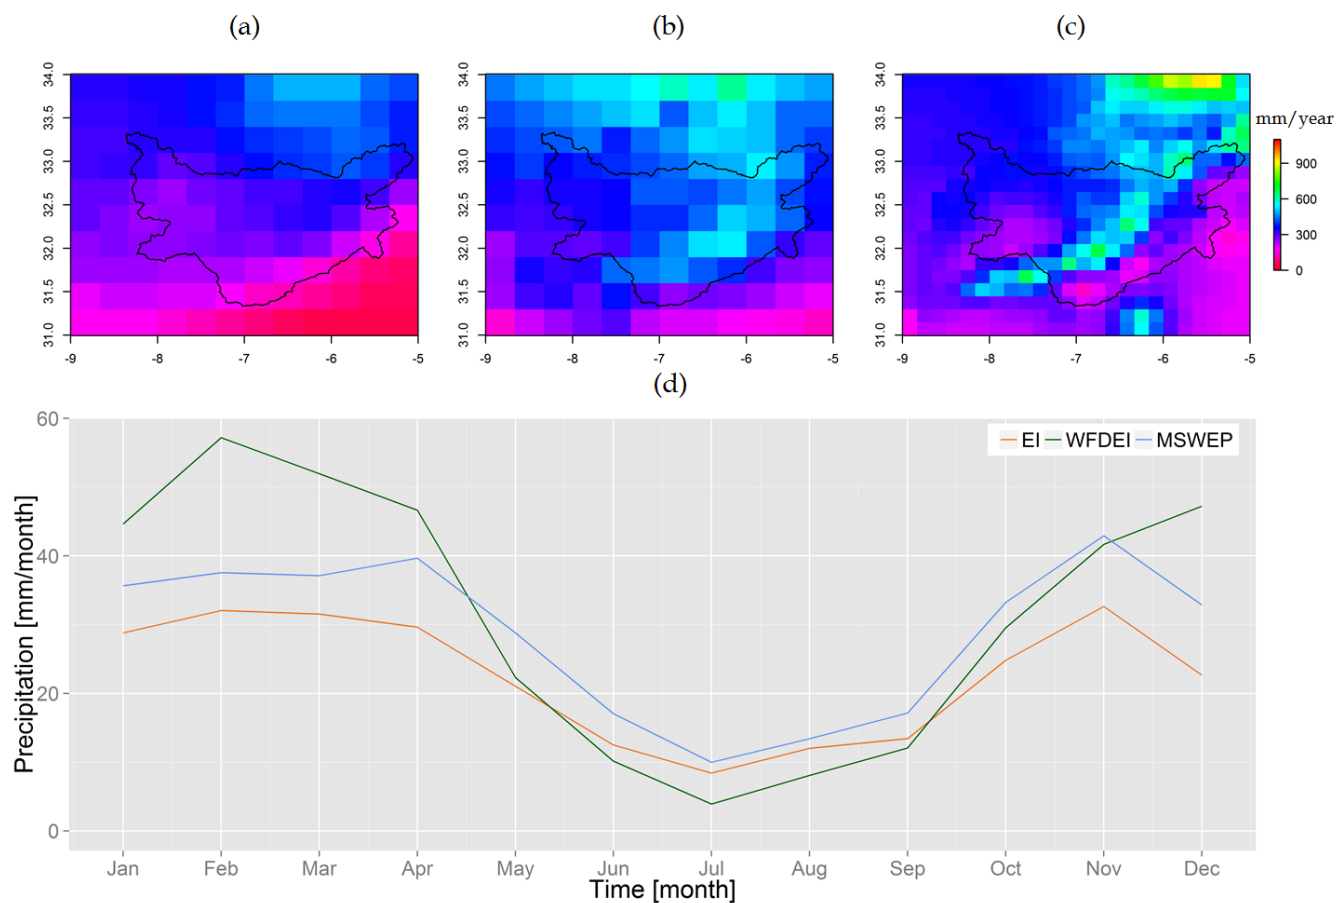 (a) (b) (c)
34.0 33.5 33.0 32.5 32.0 31.5 31.0
-9 -8 -7 -6 -5
34.0 33.5 33.0 32.5 32.0 31.5 31.0
-9 -8 -7 -6 -5
34.0 33.5 33.0 32.5 32.0 31.5 31.0
-9 -8 -7 -6 -5
mm/year
900
600
300
0
(d)
EI WFDEI MSWEP
Precipitation [mm/month]
60
40
20
0
Jan Feb Mar Apr May Jun Jul Aug Sep Oct Nov Dec
Time [month]